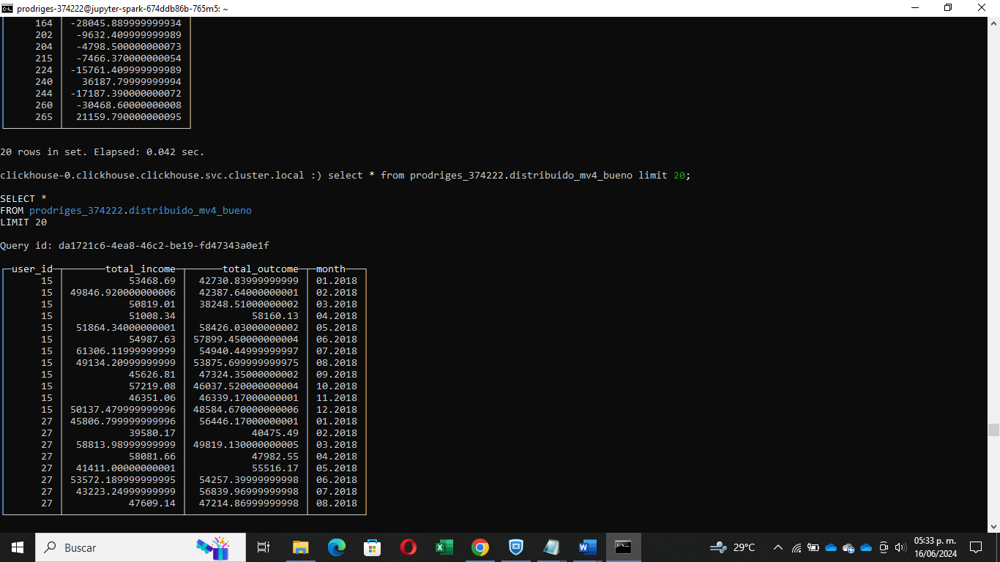 prodriges-374222@jupyter-spark-674ddb86b-765m5: ~
164 -28045.889999999934
202 -9632.409999999989
204 -4798.500000000073
215 -7466.370000000054
224 -15761.409999999989
240 36187.79999999994
244 -17187.390000000072
260 -30468.60000000008
265 21159.790000000095
20 rows in set. Elapsed: 0.042 sec.
clickhouse-0.clickhouse.clickhouse.svc.cluster.local :) select * from prodriges_374222.distribuido_mv4_bueno limit 20;
SELECT *
FROM prodriges_374222.distribuido_mv4_bueno
LIMIT 20
Query id: da1721c6-4ea8-46c2-be19-fd47343a0e1f
user_id total_income total_outcome month
15 53468.69 42730.83999999999 01.2018
15 49846.920000000006 42387.64000000001 02.2018
15 50819.01 38248.51000000002 03.2018
15 51008.34 58160.13 04.2018
15 51864.34000000001 58426.03000000002 05.2018
15 54987.63 57899.450000000004 06.2018
15 61306.11999999999 54940.44999999997 07.2018
15 49134.20999999999 53875.699999999975 08.2018
15 45626.81 47324.35000000002 09.2018
15 57219.08 46037.520000000004 10.2018
15 46351.06 46339.17000000001 11.2018
15 50137.479999999996 48584.670000000006 12.2018
27 45806.799999999996 56446.17000000001 01.2018
27 39580.17 40475.49 02.2018
27 58813.98999999999 49819.130000000005 03.2018
27 58081.66 47982.55 04.2018
27 41411.00000000001 55516.17 05.2018
27 53572.189999999995 54257.39999999998 06.2018
27 43223.24999999999 56839.96999999998 07.2018
27 47609.14 47214.86999999998 08.2018
Buscar
29°C
05:33 p. m.
16/06/2024